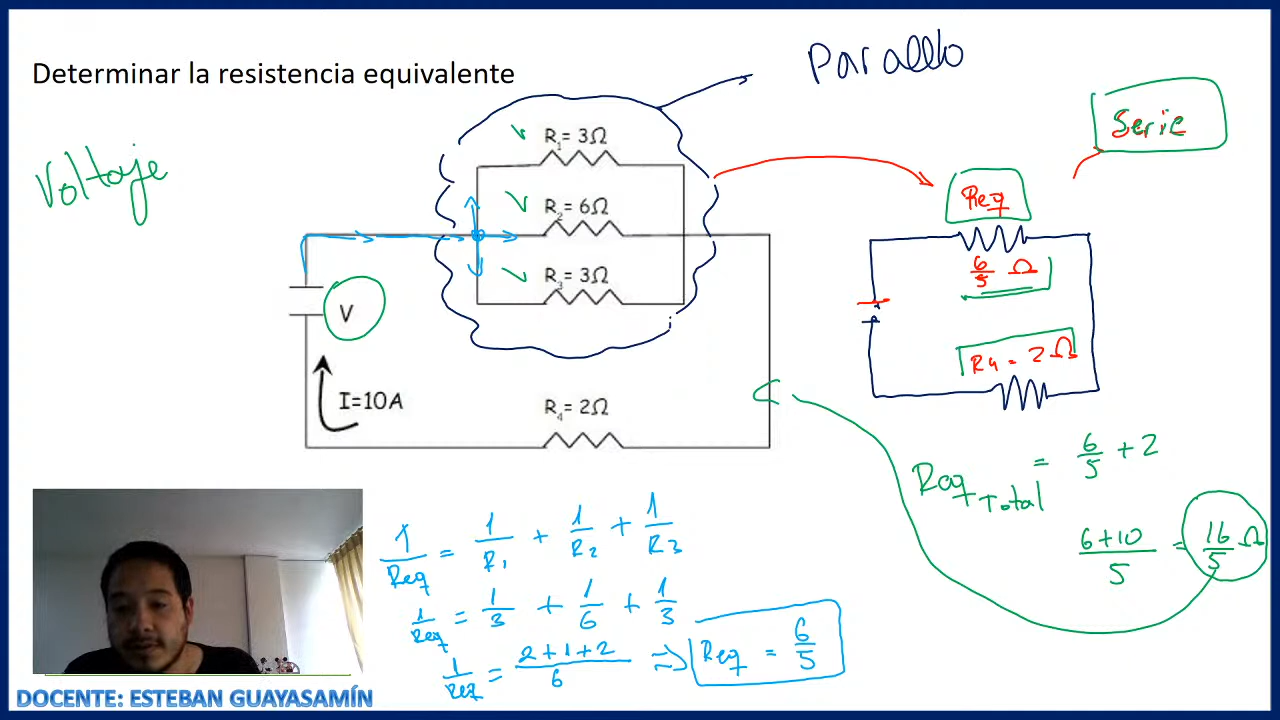 Determinar la resistencia equivalente
Parallo
Serie
Voltaje
V R₁= 3Ω
V R₂= 6Ω
V R₃= 3Ω
V
I=10A
R₄= 2Ω
Req
6/5 Ω
R4 = 2Ω
Req Total = 6/5 + 2
6+10/5 = 16/5 Ω
1/Req = 1/R1 + 1/R2 + 1/R3
1/Req = 1/3 + 1/6 + 1/3
1/Req = 2+1+2/6 => Req = 6/5
DOCENTE: ESTEBAN GUAYASAMÍN